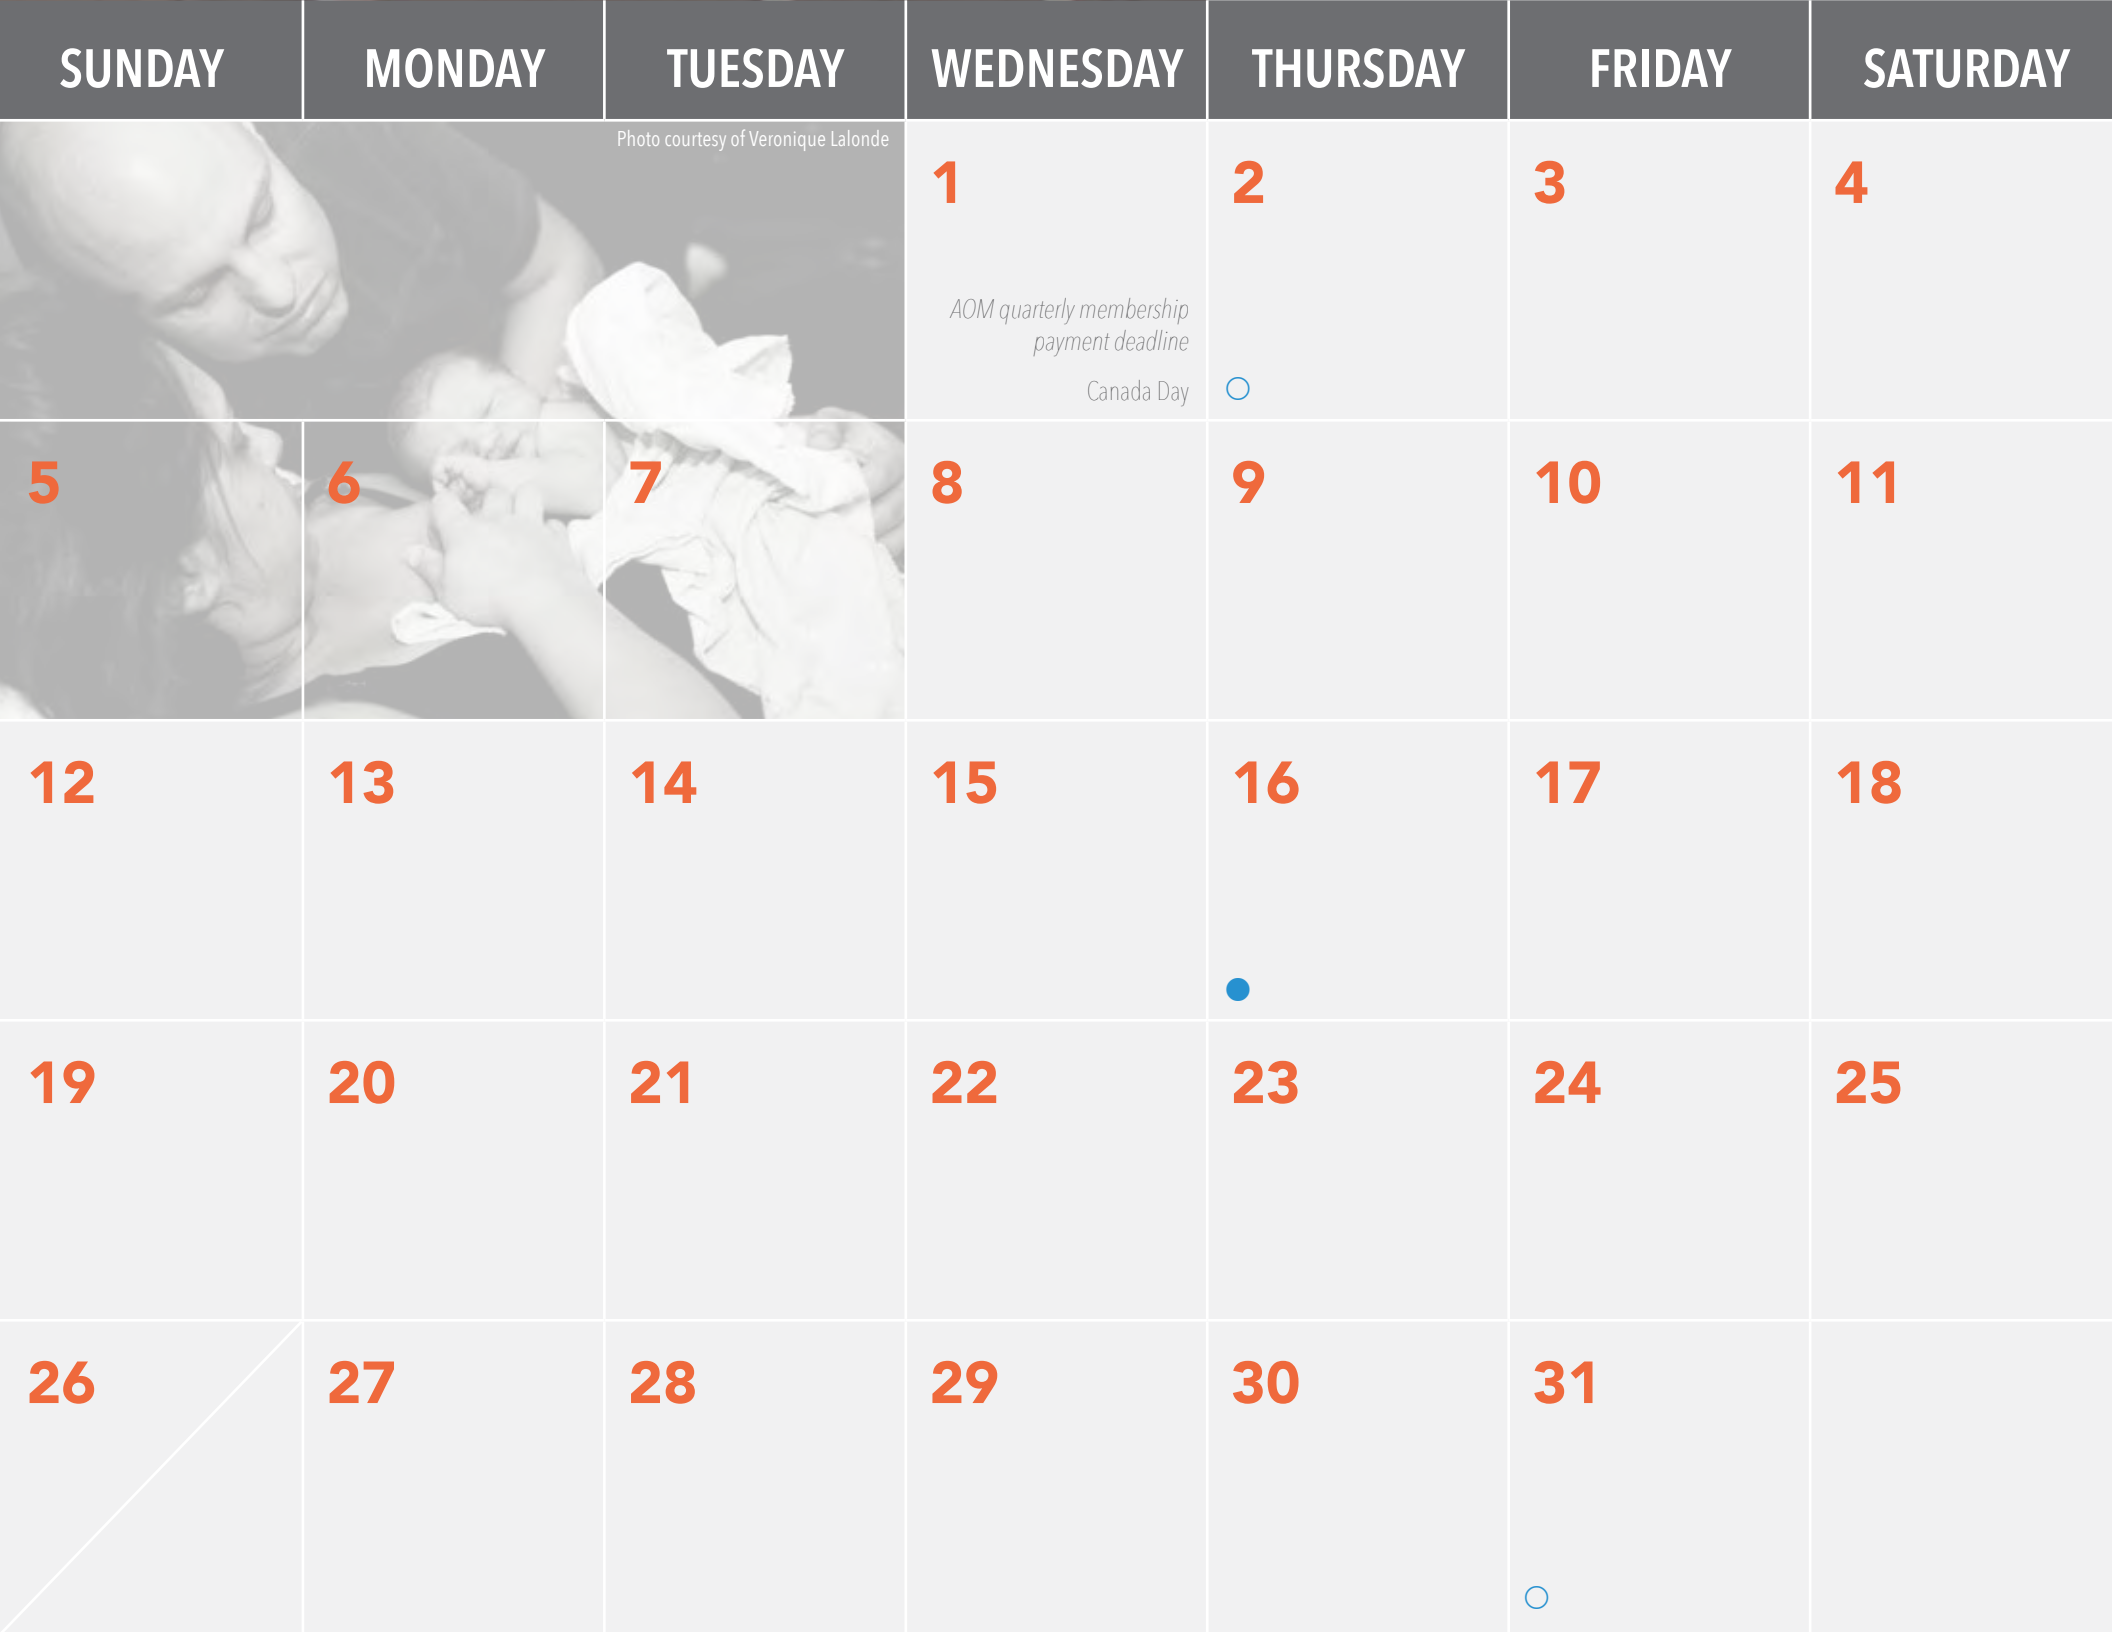 SUNDAY MONDAY TUESDAY WEDNESDAY THURSDAY FRIDAY SATURDAY
Photo courtesy of Veronique Lalonde
1 2 3 4
AOM quarterly membership
payment deadline
Canada Day
5 6 7 8 9 10 11
12 13 14 15 16 17 18
19 20 21 22 23 24 25
26 27 28 29 30 31